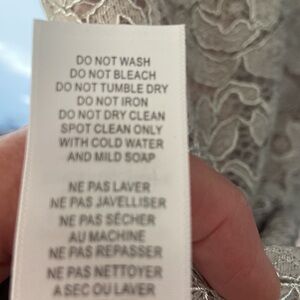 DO NOT WASH
DO NOT BLEACH
DO NOT TUMBLE DRY
DO NOT IRON
DO NOT DRY CLEAN
SPOT CLEAN ONLY
WITH COLD WATER
AND MILD SOAP
NE PAS LAVER
NE PAS JAVELLISER
NE PAS SÉCHER
AU MACHINE
NE PAS REPASSER
NE PAS NETTOYER
A SEC OU LAVER